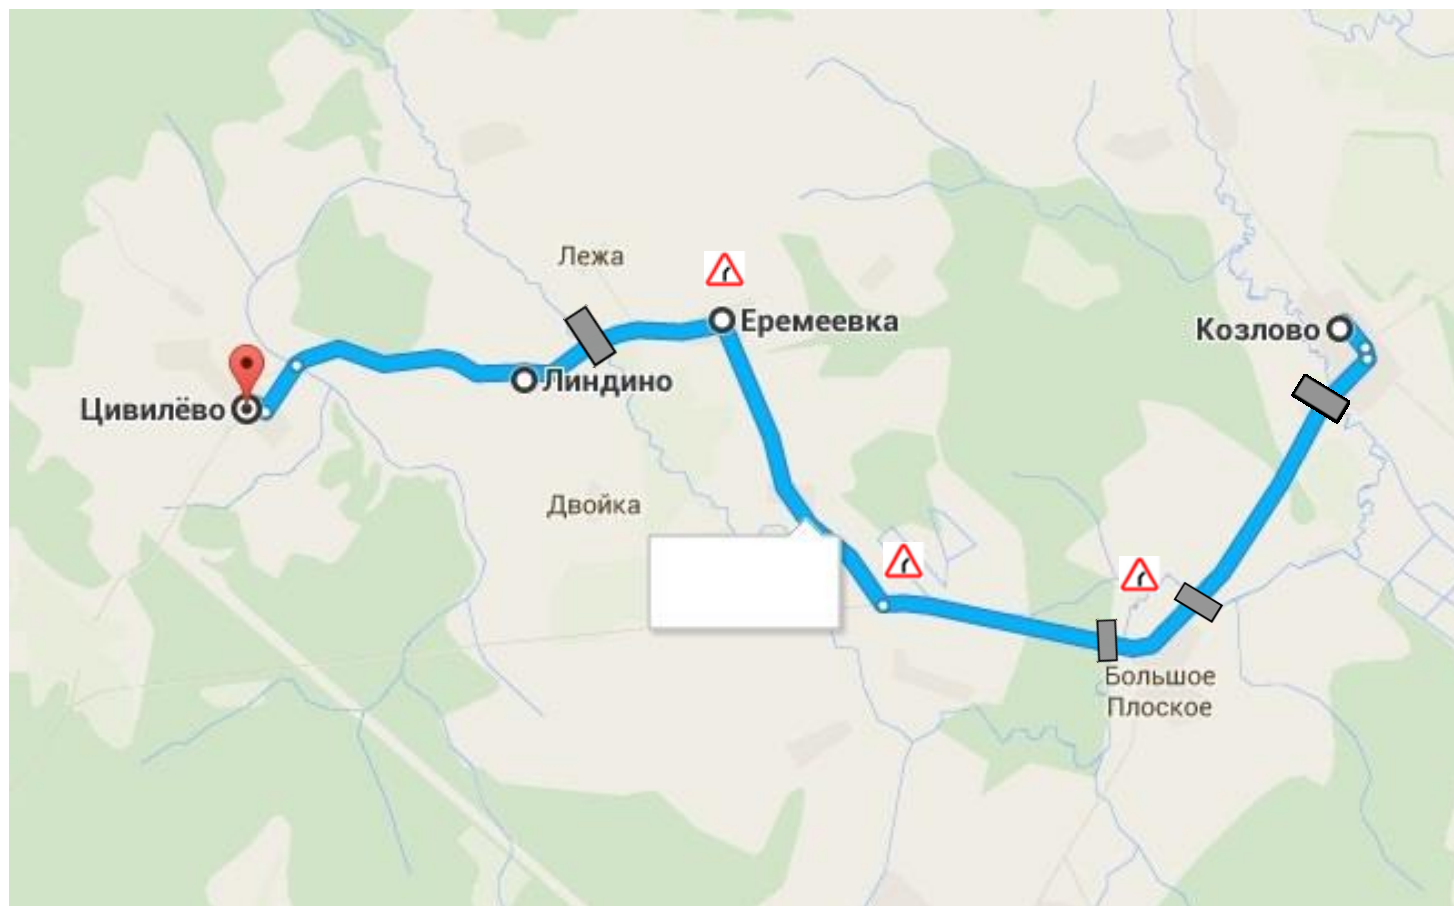 Лежа
Еремеевка
Козлово
Линдино
Цивилёво
Двойка
Большое
Плоское